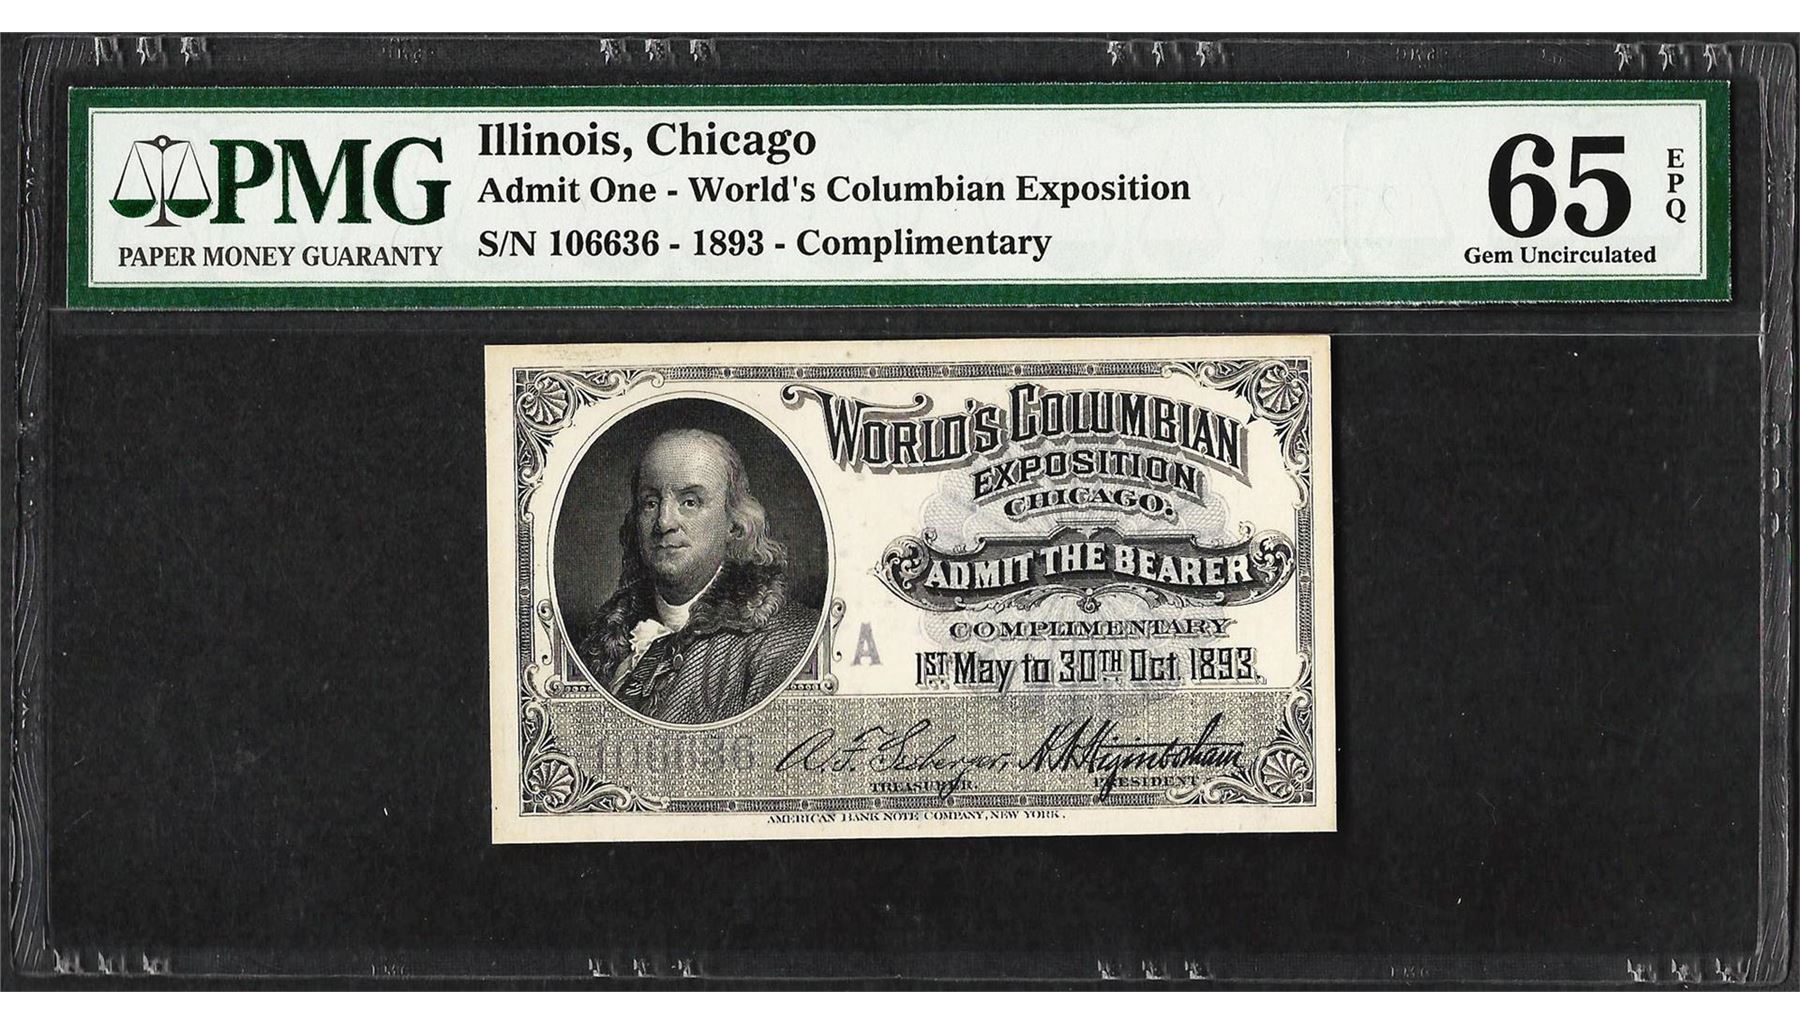 PMG
PAPER MONEY GUARANTY
Illinois, Chicago
Admit One - World's Columbian Exposition
S/N 106636 - 1893 - Complimentary
65
EPQ
Gem Uncirculated
WORLD'S COLUMBIAN
EXPOSITION
CHICAGO.
ADMIT THE BEARER
COMPLIMENTARY
A
1ST May to 30TH Oct. 1893.
106636
A. F. Seeberger,
H N Higinbotham
TREASURER.
PRESIDENT
AMERICAN BANK NOTE COMPANY, NEW YORK.